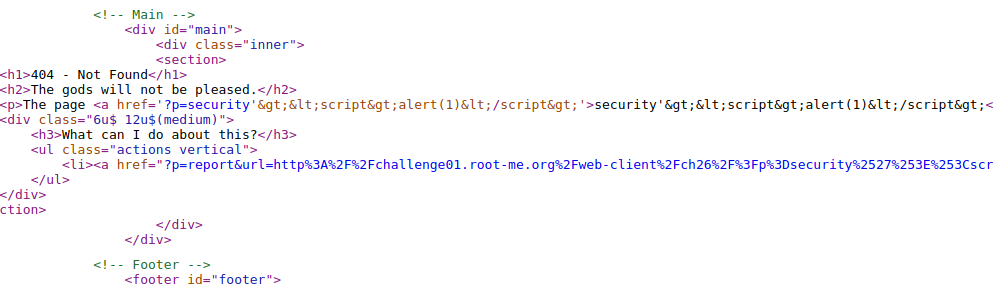 <!-- Main -->
<div id="main">
<div class="inner">
<section>
<h1>404 - Not Found</h1>
<h2>The gods will not be pleased.</h2>
<p>The page <a href='?p=security'&gt;&lt;script&gt;alert(1)&lt;/script&gt;'>security'&gt;&lt;script&gt;alert(1)&lt;/script&gt;<
<div class="6u$ 12u$(medium)">
<h3>What can I do about this?</h3>
<ul class="actions vertical">
<li><a href="?p=report&url=http%3A%2F%2Fchallenge01.root-me.org%2Fweb-client%2Fch26%2F%3Fp%3Dsecurity%2527%253E%253Cscr
</ul>
</div>
ction>
</div>
</div>
<!-- Footer -->
<footer id="footer">